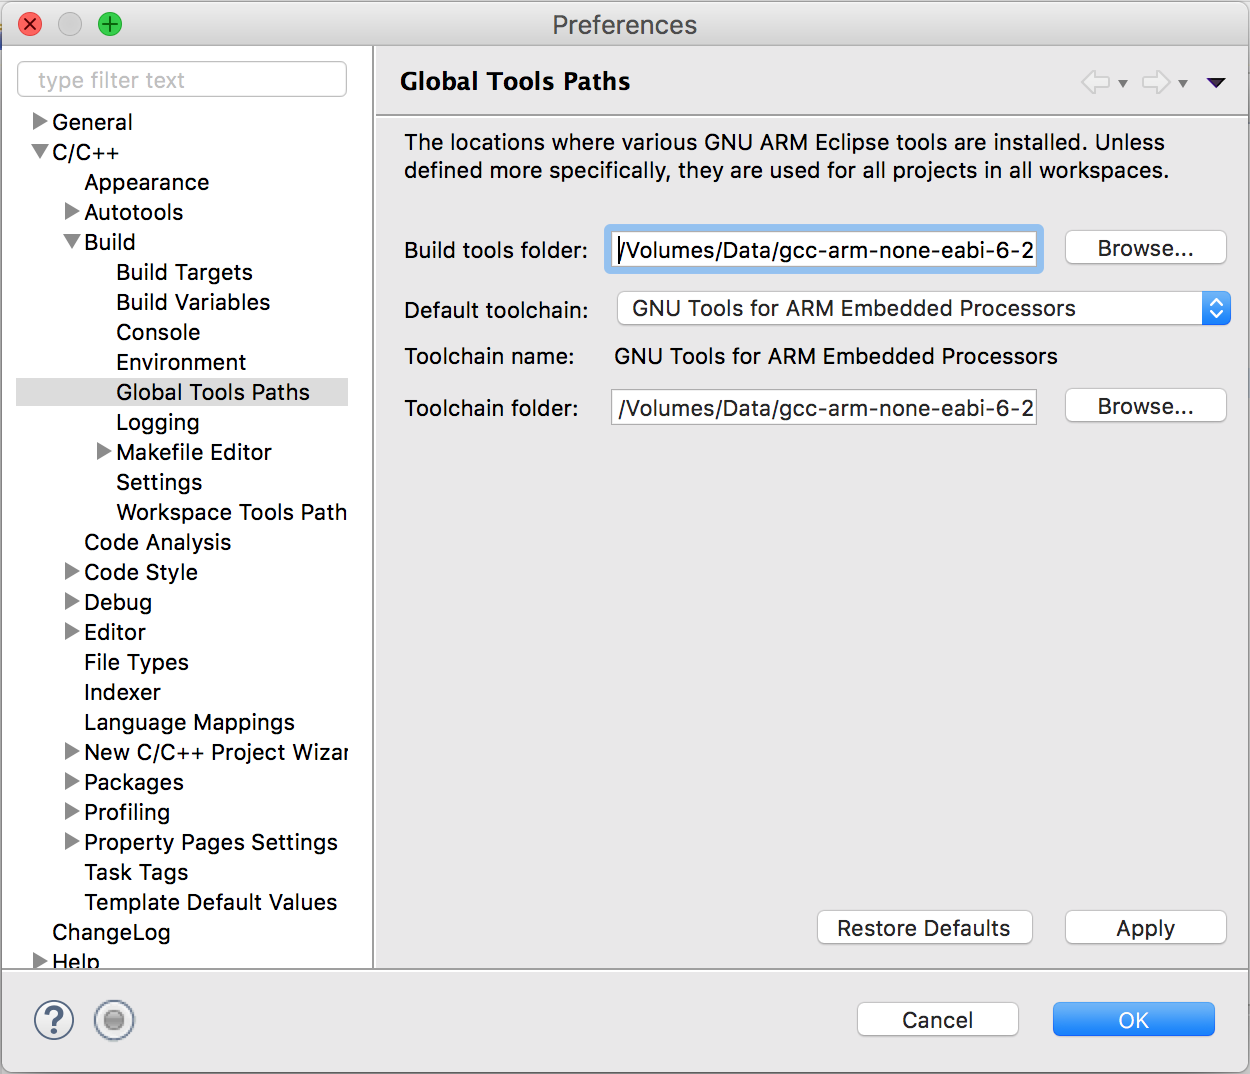 Preferences
type filter text
General
C/C++
Appearance
Autotools
Build
Build Targets
Build Variables
Console
Environment
Global Tools Paths
Logging
Makefile Editor
Settings
Workspace Tools Path
Code Analysis
Code Style
Debug
Editor
File Types
Indexer
Language Mappings
New C/C++ Project Wizar
Packages
Profiling
Property Pages Settings
Task Tags
Template Default Values
ChangeLog
Help
Global Tools Paths
The locations where various GNU ARM Eclipse tools are installed. Unless
defined more specifically, they are used for all projects in all workspaces.
Build tools folder: /Volumes/Data/gcc-arm-none-eabi-6-2 Browse...
Default toolchain: GNU Tools for ARM Embedded Processors
Toolchain name: GNU Tools for ARM Embedded Processors
Toolchain folder: /Volumes/Data/gcc-arm-none-eabi-6-2 Browse...
Restore Defaults Apply
? Cancel OK